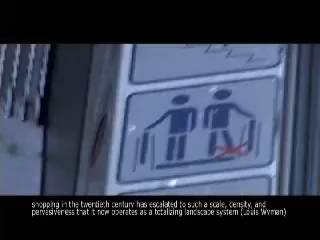 shopping in the twentieth century has escalated to such a scale, density, and
pervasiveness that it now operates as a totalizing landscape system (Louis Wyman)